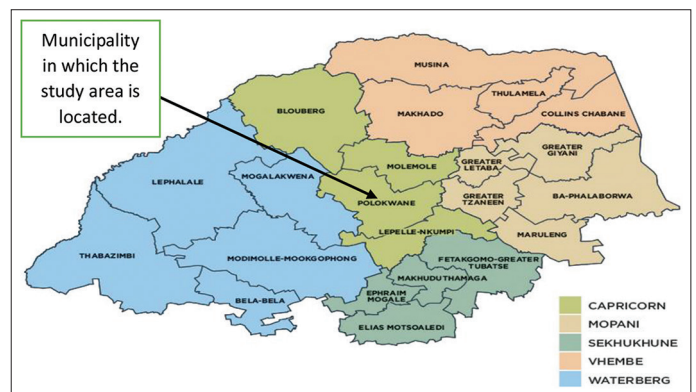 Municipality
in which the
study area is
located.
MUSINA
THULAMELA
BLOUBERG
MAKHADO
COLLINS CHABANE
GREATER
GIYANI
MOLEMOLE
GREATER
LETABA
MOGALAKWENA
LEPHALALE
POLOKWANE
GREATER
TZANEEN
BA-PHALABORWA
LEPELLE-NKUMPI
MARULENG
THABAZIMBI
MODIMOLLE-MOOKGOPHONG
FETAKGOMO-GREATER
TUBATSE
MAKHUDUTHAMAGA
EPHRAIM
MOGALE
BELA-BELA
ELIAS MOTSOALEDI
CAPRICORN
MOPANI
SEKHUKHUNE
VHEMBE
WATERBERG